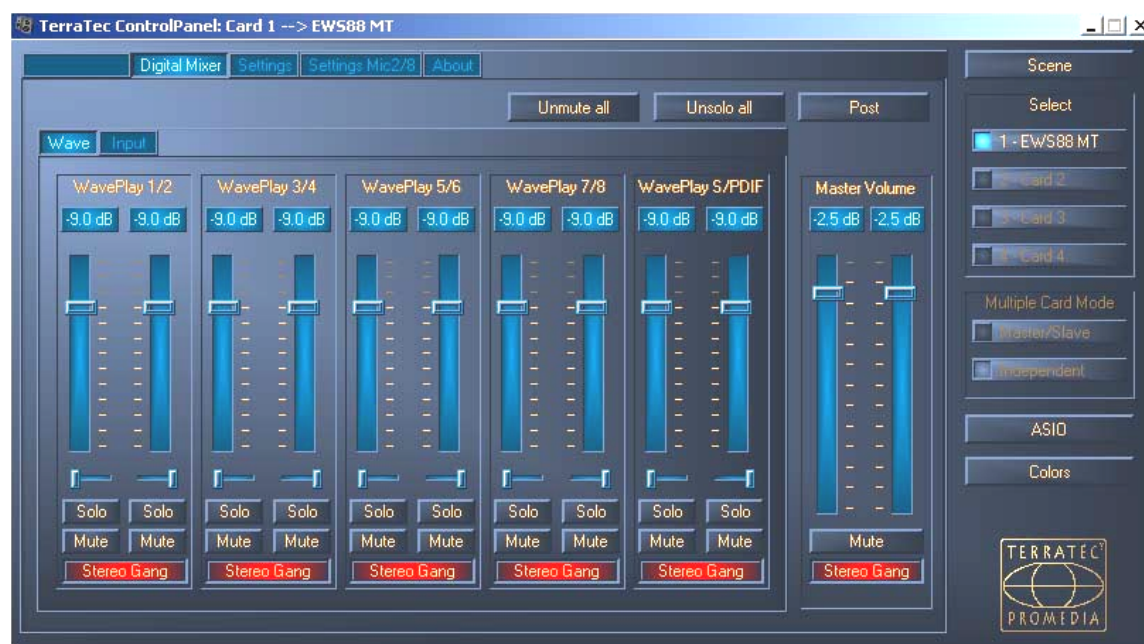 TerraTec ControlPanel: Card 1 --> EWS88 MT
Digital Mixer Settings Settings Mic2/8 About
Scene
Unmute all Unsolo all Post
Select
Wave Input
1 - EWS88 MT
2 - Card 2
3 - Card 3
4 - Card 4
WavePlay 1/2 WavePlay 3/4 WavePlay 5/6 WavePlay 7/8 WavePlay S/PDIF Master Volume
-9.0 dB -9.0 dB -9.0 dB -9.0 dB -9.0 dB -9.0 dB -9.0 dB -9.0 dB -9.0 dB -9.0 dB -2.5 dB -2.5 dB
Multiple Card Mode
Master/Slave
Independent
ASIO
Colors
Solo Solo Solo Solo Solo Solo Solo Solo Solo Solo
Mute Mute Mute Mute Mute Mute Mute Mute Mute Mute Mute
Stereo Gang Stereo Gang Stereo Gang Stereo Gang Stereo Gang Stereo Gang
TERRATEC
PROMEDIA